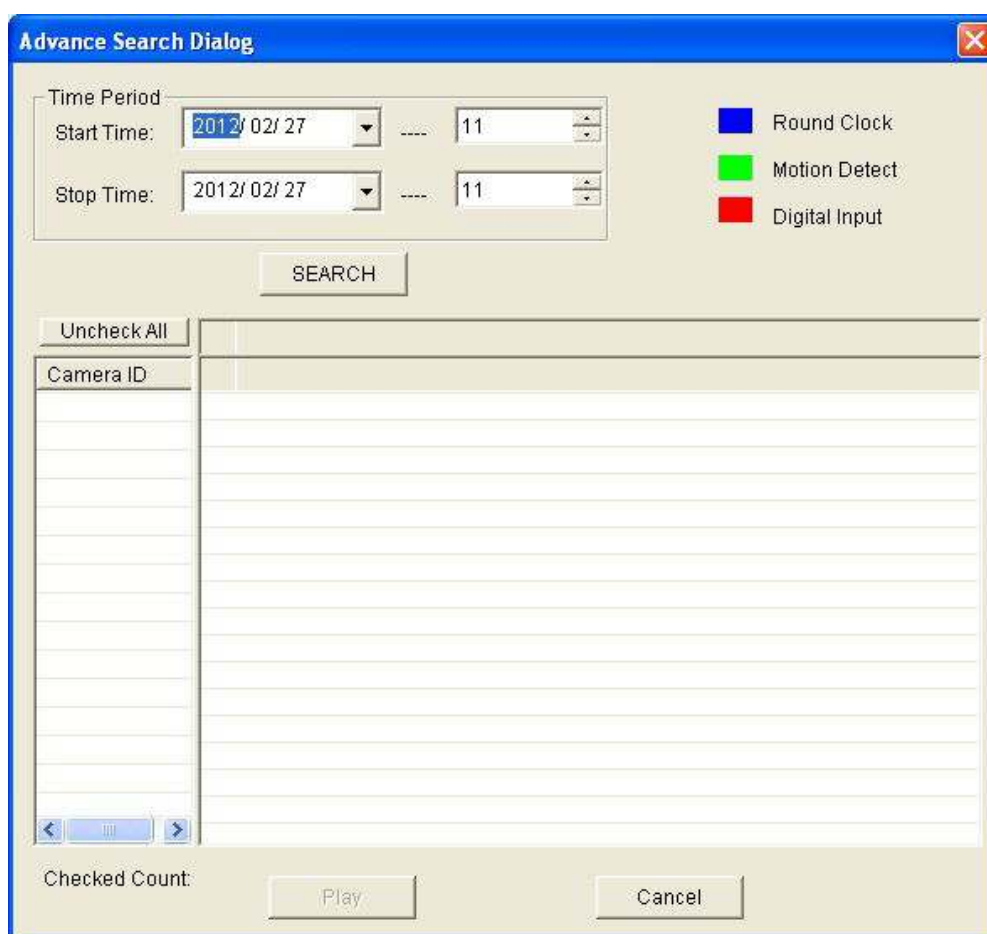 Advance Search Dialog
Time Period
Start Time: 2012/ 02/ 27 ---- 11
Stop Time: 2012/ 02/ 27 ---- 11
Round Clock
Motion Detect
Digital Input
SEARCH
Uncheck All
Camera ID
Checked Count:
Play
Cancel